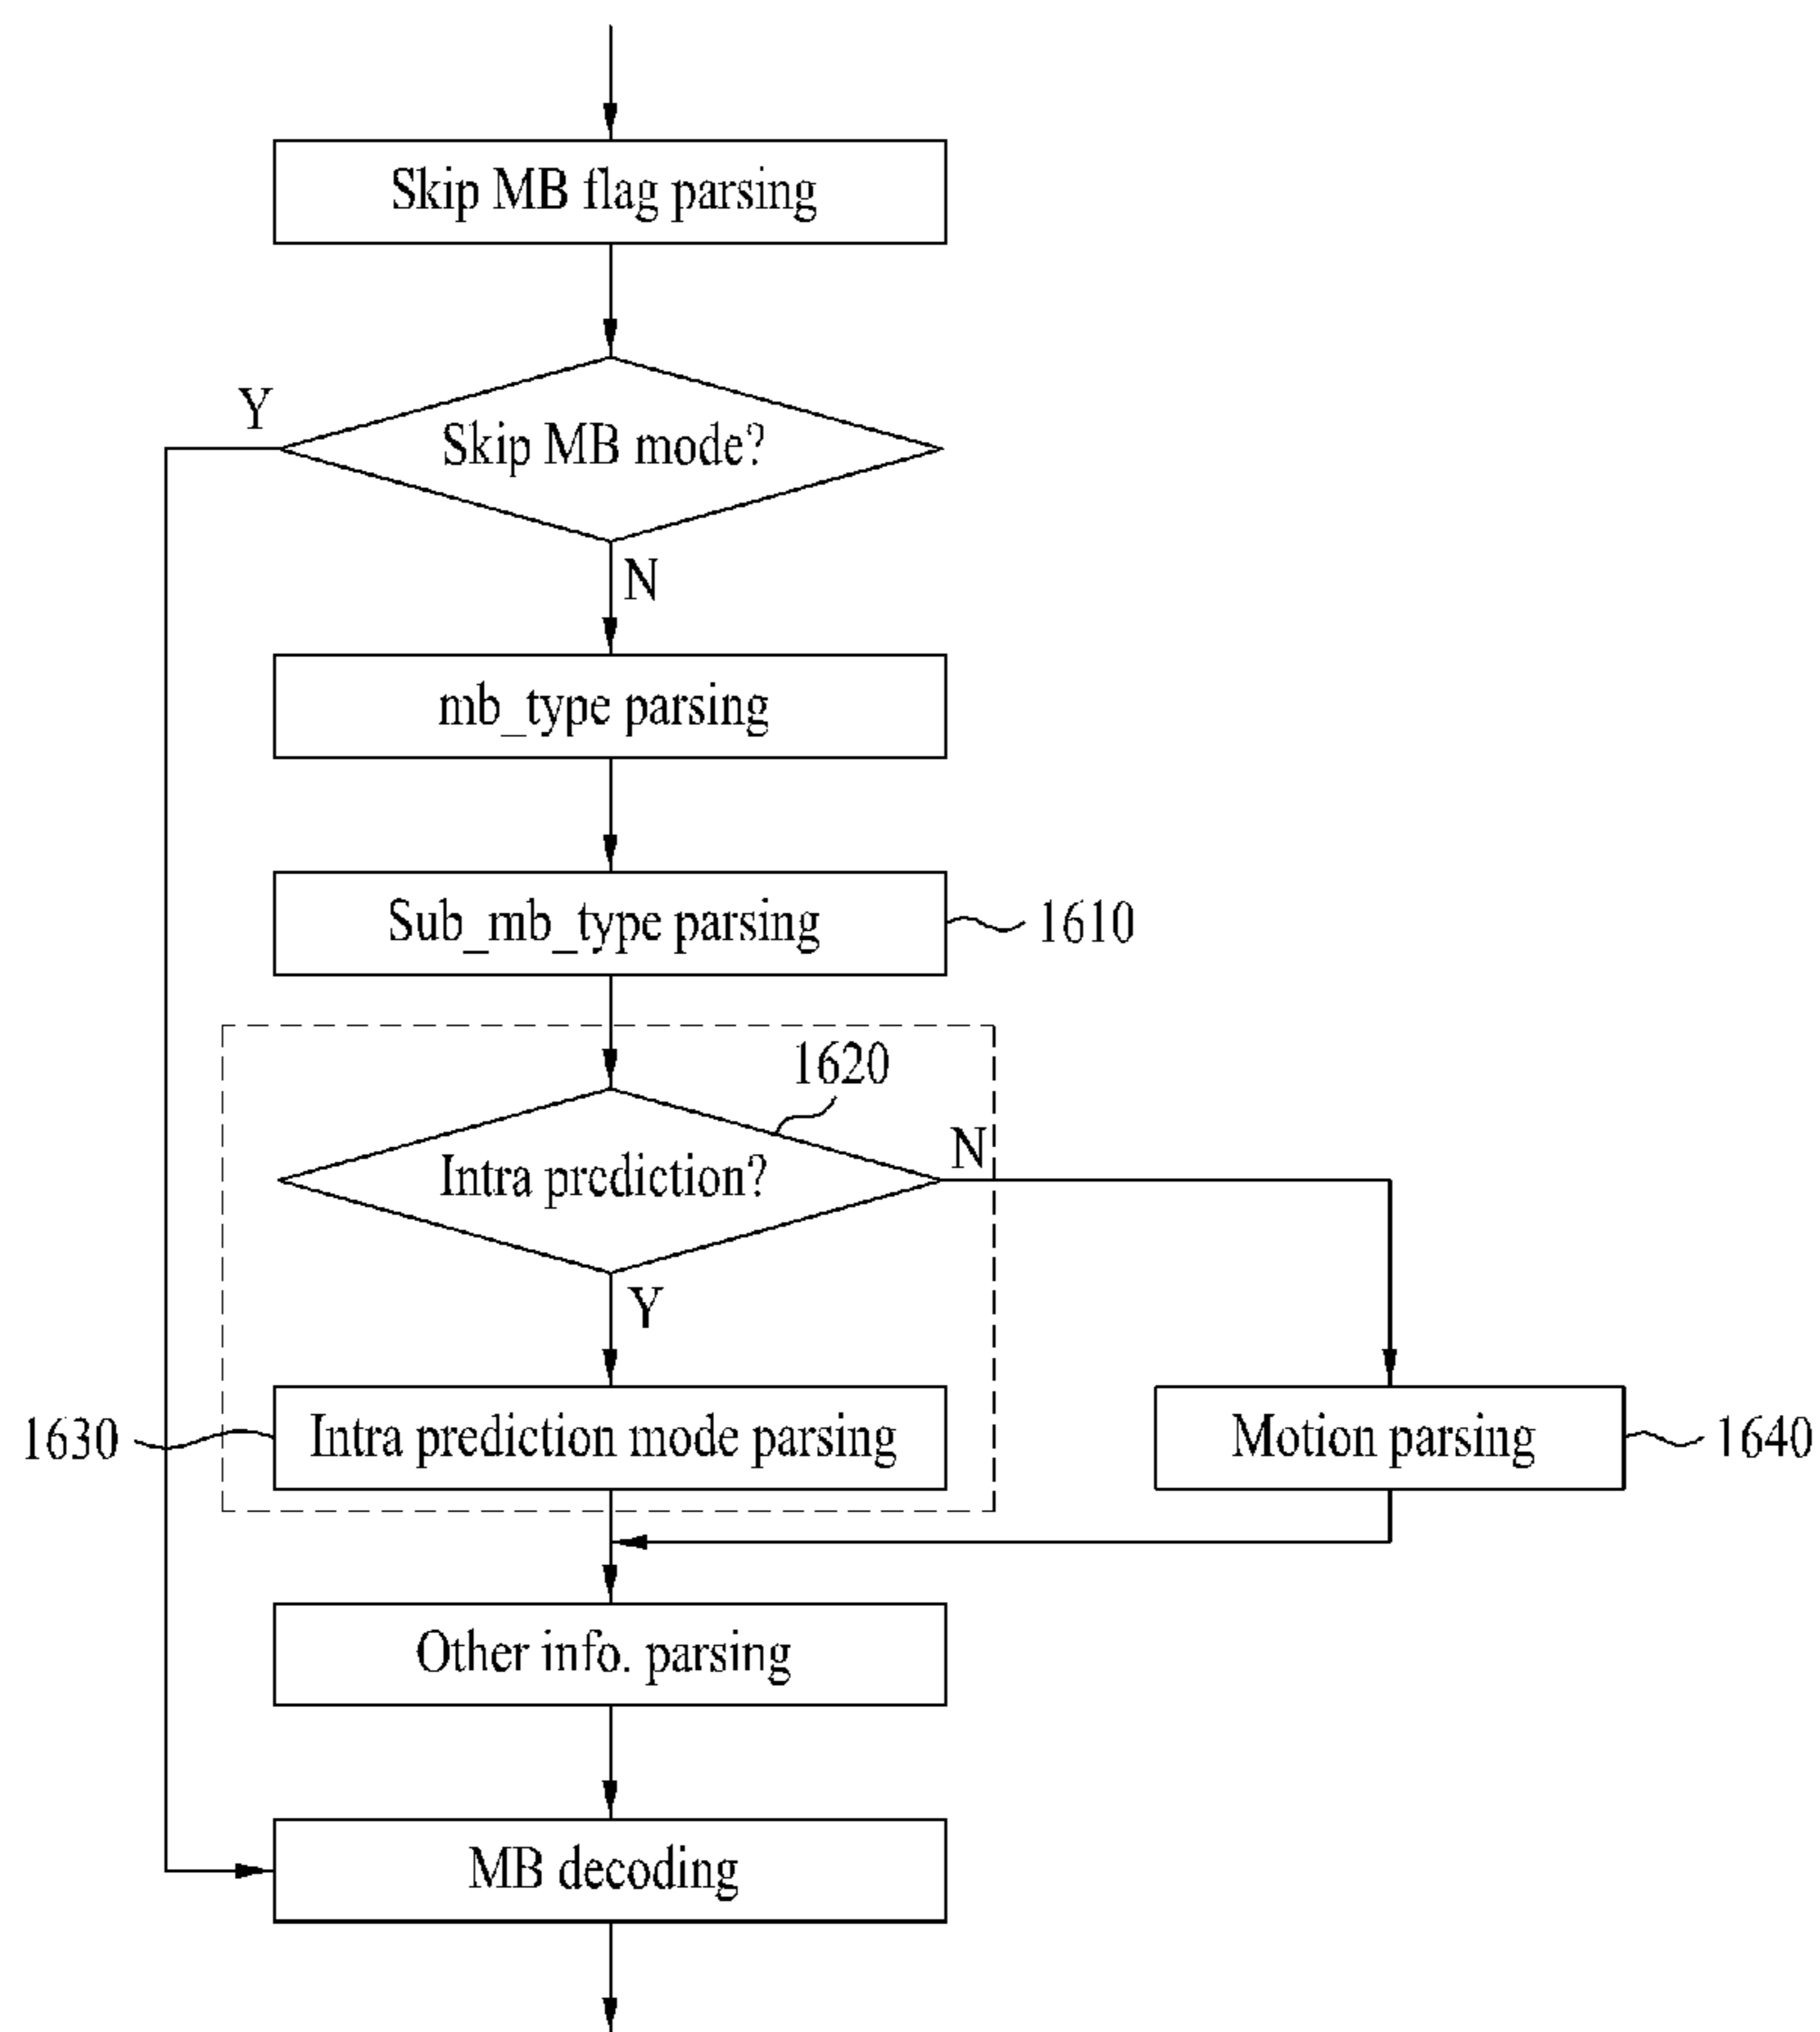 Skip MB flag parsing
Y
Skip MB mode?
N
mb_type parsing
Sub_mb_type parsing
1610
1620
Intra prediction?
N
Y
1630
Intra prediction mode parsing
Motion parsing
1640
Other info. parsing
MB decoding